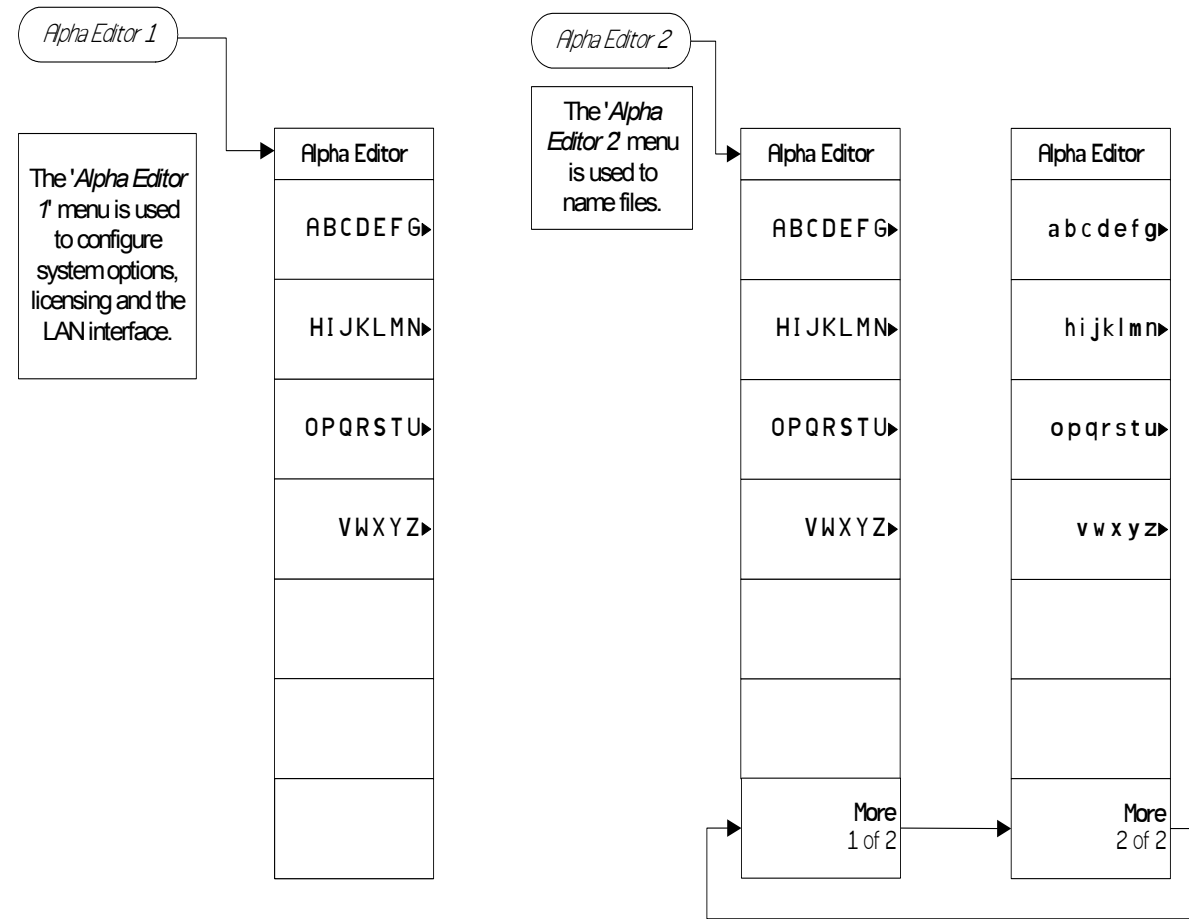 Alpha Editor 1
The 'Alpha Editor
1' menu is used
to configure
system options,
licensing and the
LAN interface.
Alpha Editor
ABCDEFG
HIJKLMN
OPQRSTU
VWXYZ
Alpha Editor 2
The 'Alpha
Editor 2' menu
is used to
name files.
Alpha Editor
ABCDEFG
HIJKLMN
OPQRSTU
VWXYZ
More
1 of 2
Alpha Editor
abcdefg
hijklmn
opqrstu
vwxyz
More
2 of 2